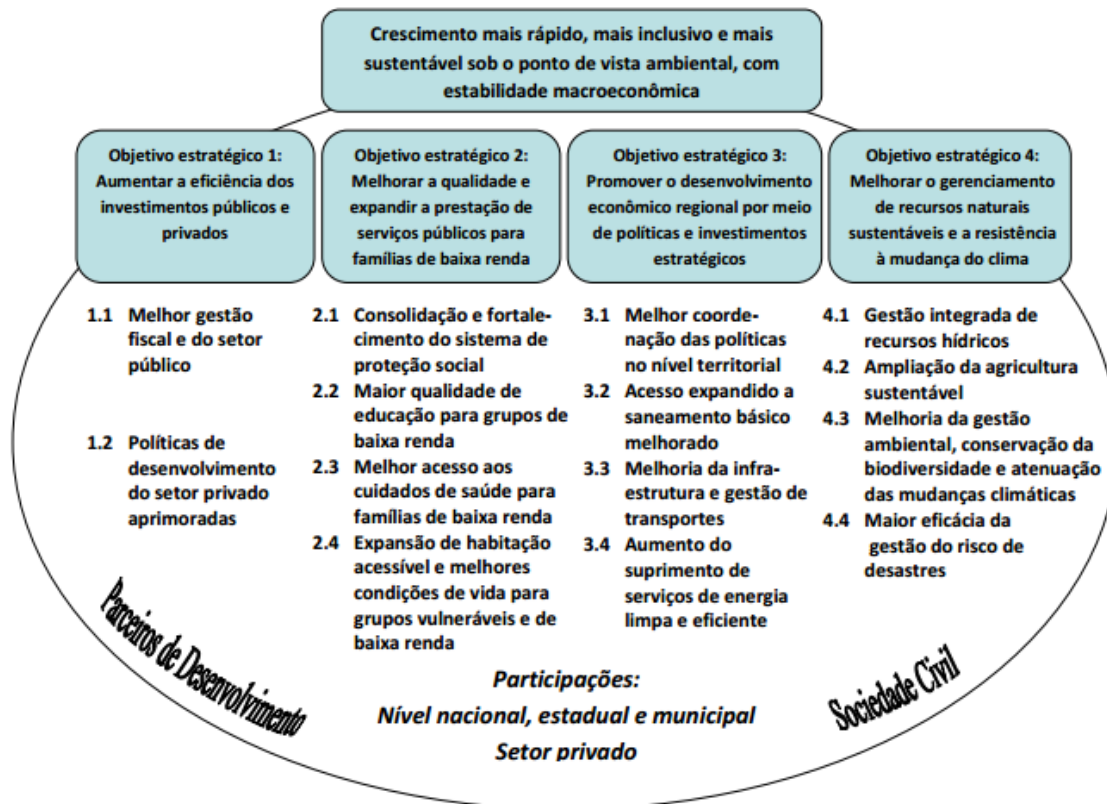 Crescimento mais rápido, mais inclusivo e mais
sustentável sob o ponto de vista ambiental, com
estabilidade macroeconômica
Objetivo estratégico 1:
Aumentar a eficiência dos
investimentos públicos e
privados
Objetivo estratégico 2:
Melhorar a qualidade e
expandir a prestação de
serviços públicos para
famílias de baixa renda
Objetivo estratégico 3:
Promover o desenvolvimento
econômico regional por meio
de políticas e investimentos
estratégicos
Objetivo estratégico 4:
Melhorar o gerenciamento
de recursos naturais
sustentáveis e a resistência
à mudança do clima
1.1 Melhor gestão
fiscal e do setor
público
1.2 Políticas de
desenvolvimento
do setor privado
aprimoradas
2.1 Consolidação e fortale-
cimento do sistema de
proteção social
2.2 Maior qualidade de
educação para grupos de
baixa renda
2.3 Melhor acesso aos
cuidados de saúde para
famílias de baixa renda
2.4 Expansão de habitação
acessível e melhores
condições de vida para
grupos vulneráveis e de
baixa renda
3.1 Melhor coorde-
nação das políticas
no nível territorial
3.2 Acesso expandido a
saneamento básico
melhorado
3.3 Melhoria da infra-
estrutura e gestão de
transportes
3.4 Aumento do
suprimento de
serviços de energia
limpa e eficiente
4.1 Gestão integrada de
recursos hídricos
4.2 Ampliação da agricultura
sustentável
4.3 Melhoria da gestão
ambiental, conservação da
biodiversidade e atenuação
das mudanças climáticas
4.4 Maior eficácia da
gestão do risco de
desastres
Parceiros de Desenvolvimento
Participações:
Nível nacional, estadual e municipal
Setor privado
Sociedade Civil